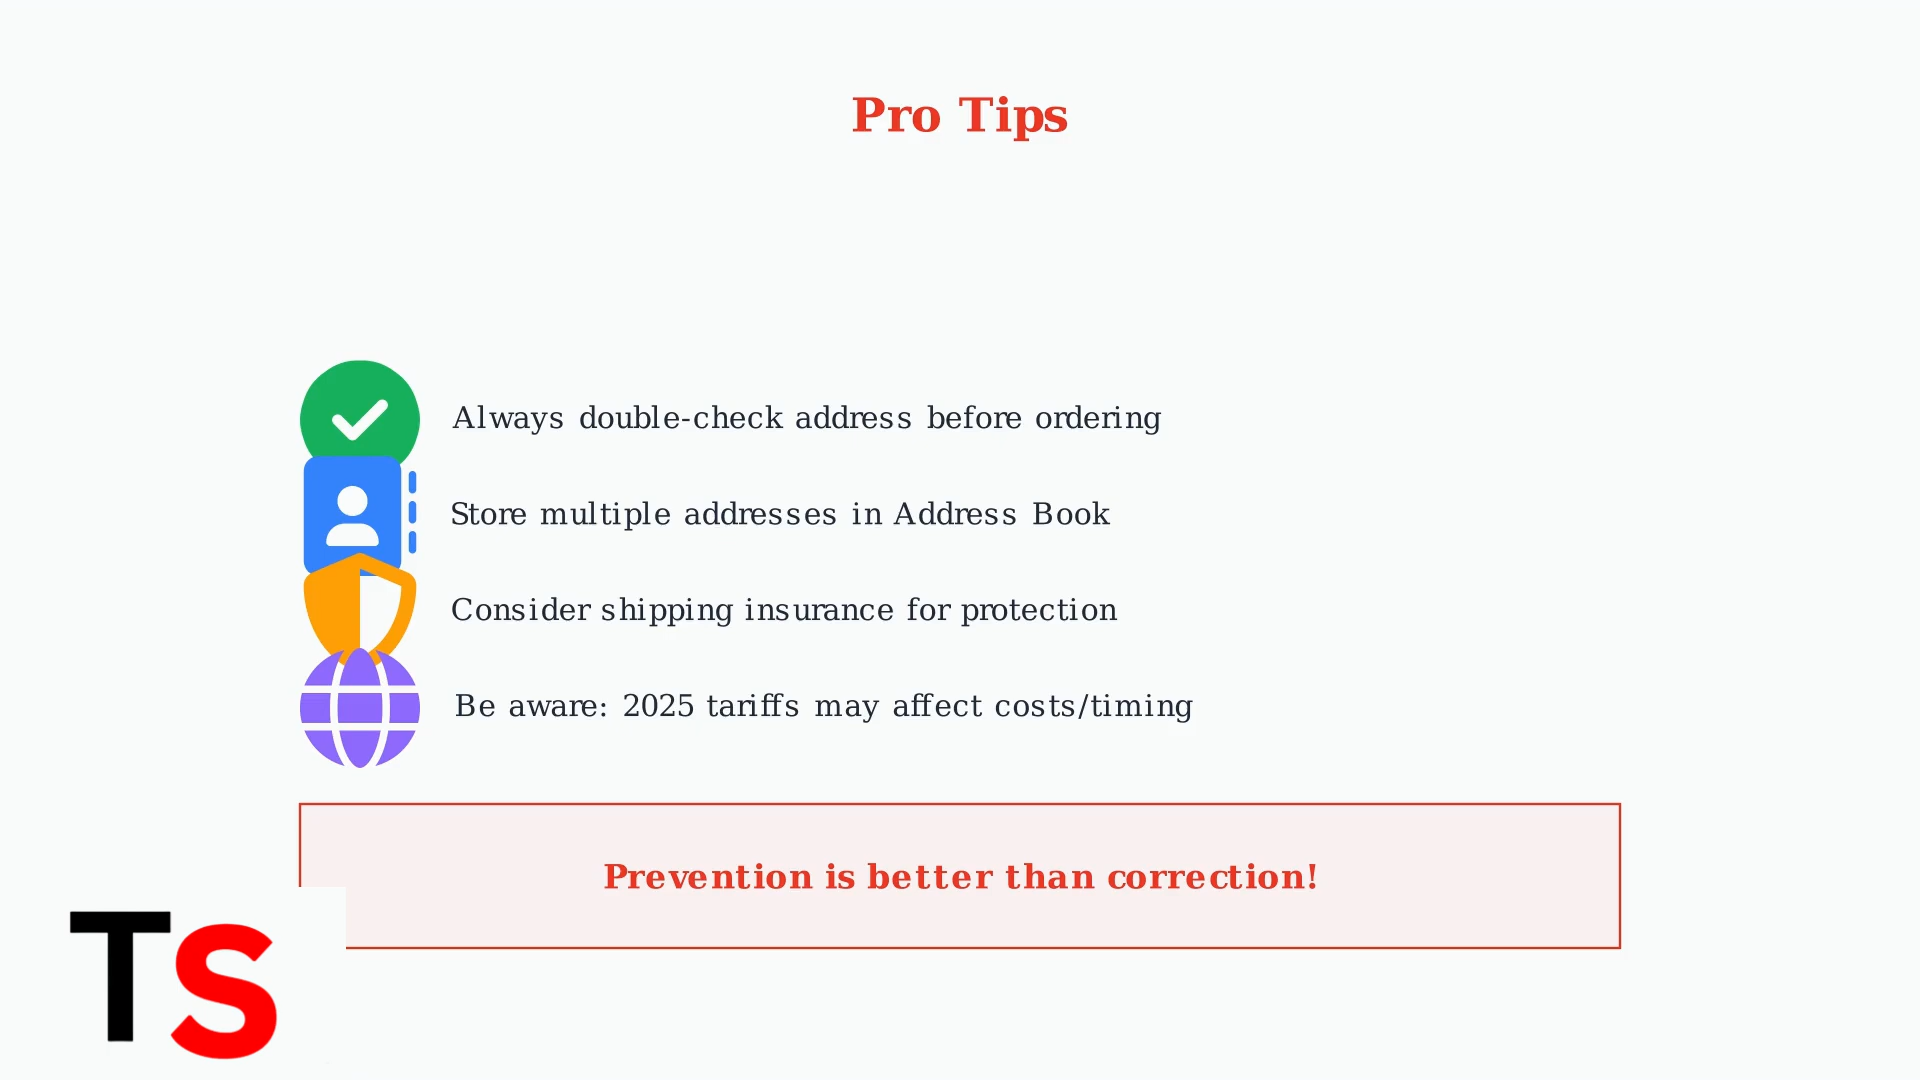 Pro Tips
Always double-check address before ordering
Store multiple addresses in Address Book
Consider shipping insurance for protection
Be aware: 2025 tariffs may affect costs/timing
Prevention is better than correction!
TS